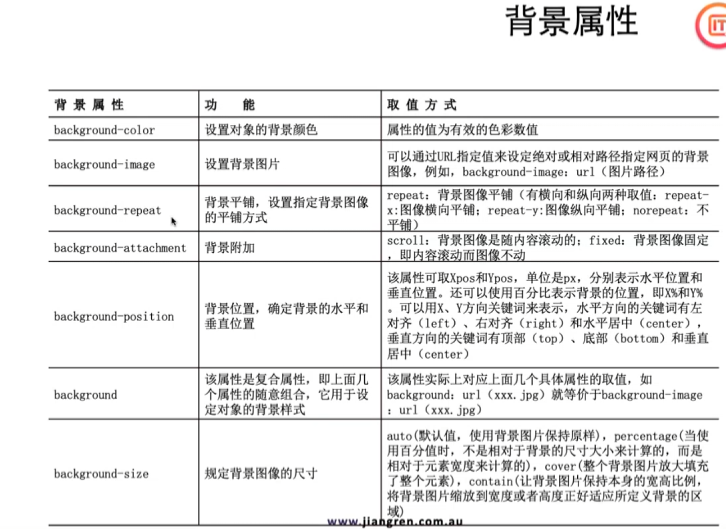 背景属性
背 景 属 性 功 能 取 值 方 式
background-color 设置对象的背景颜色 属性的值为有效的色彩数值
background-image 设置背景图片 可以通过URL指定值来设定绝对或相对路径指定网页的背景
图像，例如，background-image：url（图片路径）
background-repeat 背景平铺，设置指定背景图像
的平铺方式
repeat：背景图像平铺（有横向和纵向两种取值：repeat-
x:图像横向平铺；repeat-y:图像纵向平铺；norepeat：不
平铺）
background-attachment 背景附加 scroll：背景图像是随内容滚动的；fixed：背景图像固定
，即内容滚动而图像不动
background-position 背景位置，确定背景的水平和
垂直位置
该属性可取Xpos和Ypos，单位是px，分别表示水平位置和
垂直位置。还可以使用百分比表示背景的位置，即X%和Y%
。可以用X、Y方向关键词来表示，水平方向的关键词有左
对齐（left）、右对齐（right）和水平居中（center），
垂直方向的关键词有顶部（top）、底部（bottom）和垂直
居中（center）
background 该属性是复合属性，即上面几
个属性的随意组合，它用于设
定对象的背景样式
该属性实际上对应上面几个具体属性的取值，如
background：url（xxx.jpg）就等价于background-image
：url（xxx.jpg）
background-size 规定背景图像的尺寸 auto(默认值，使用背景图片保持原样)，percentage(当使
用百分值时，不是相对于背景的尺寸大小来计算的，而是
相对于元素宽度来计算的)，cover(整个背景图片放大填充
了整个元素)，contain(让背景图片保持本身的宽高比例，
将背景图片缩放到宽度或者高度正好适应所定义背景的区
域)
www.jiangren.com.au